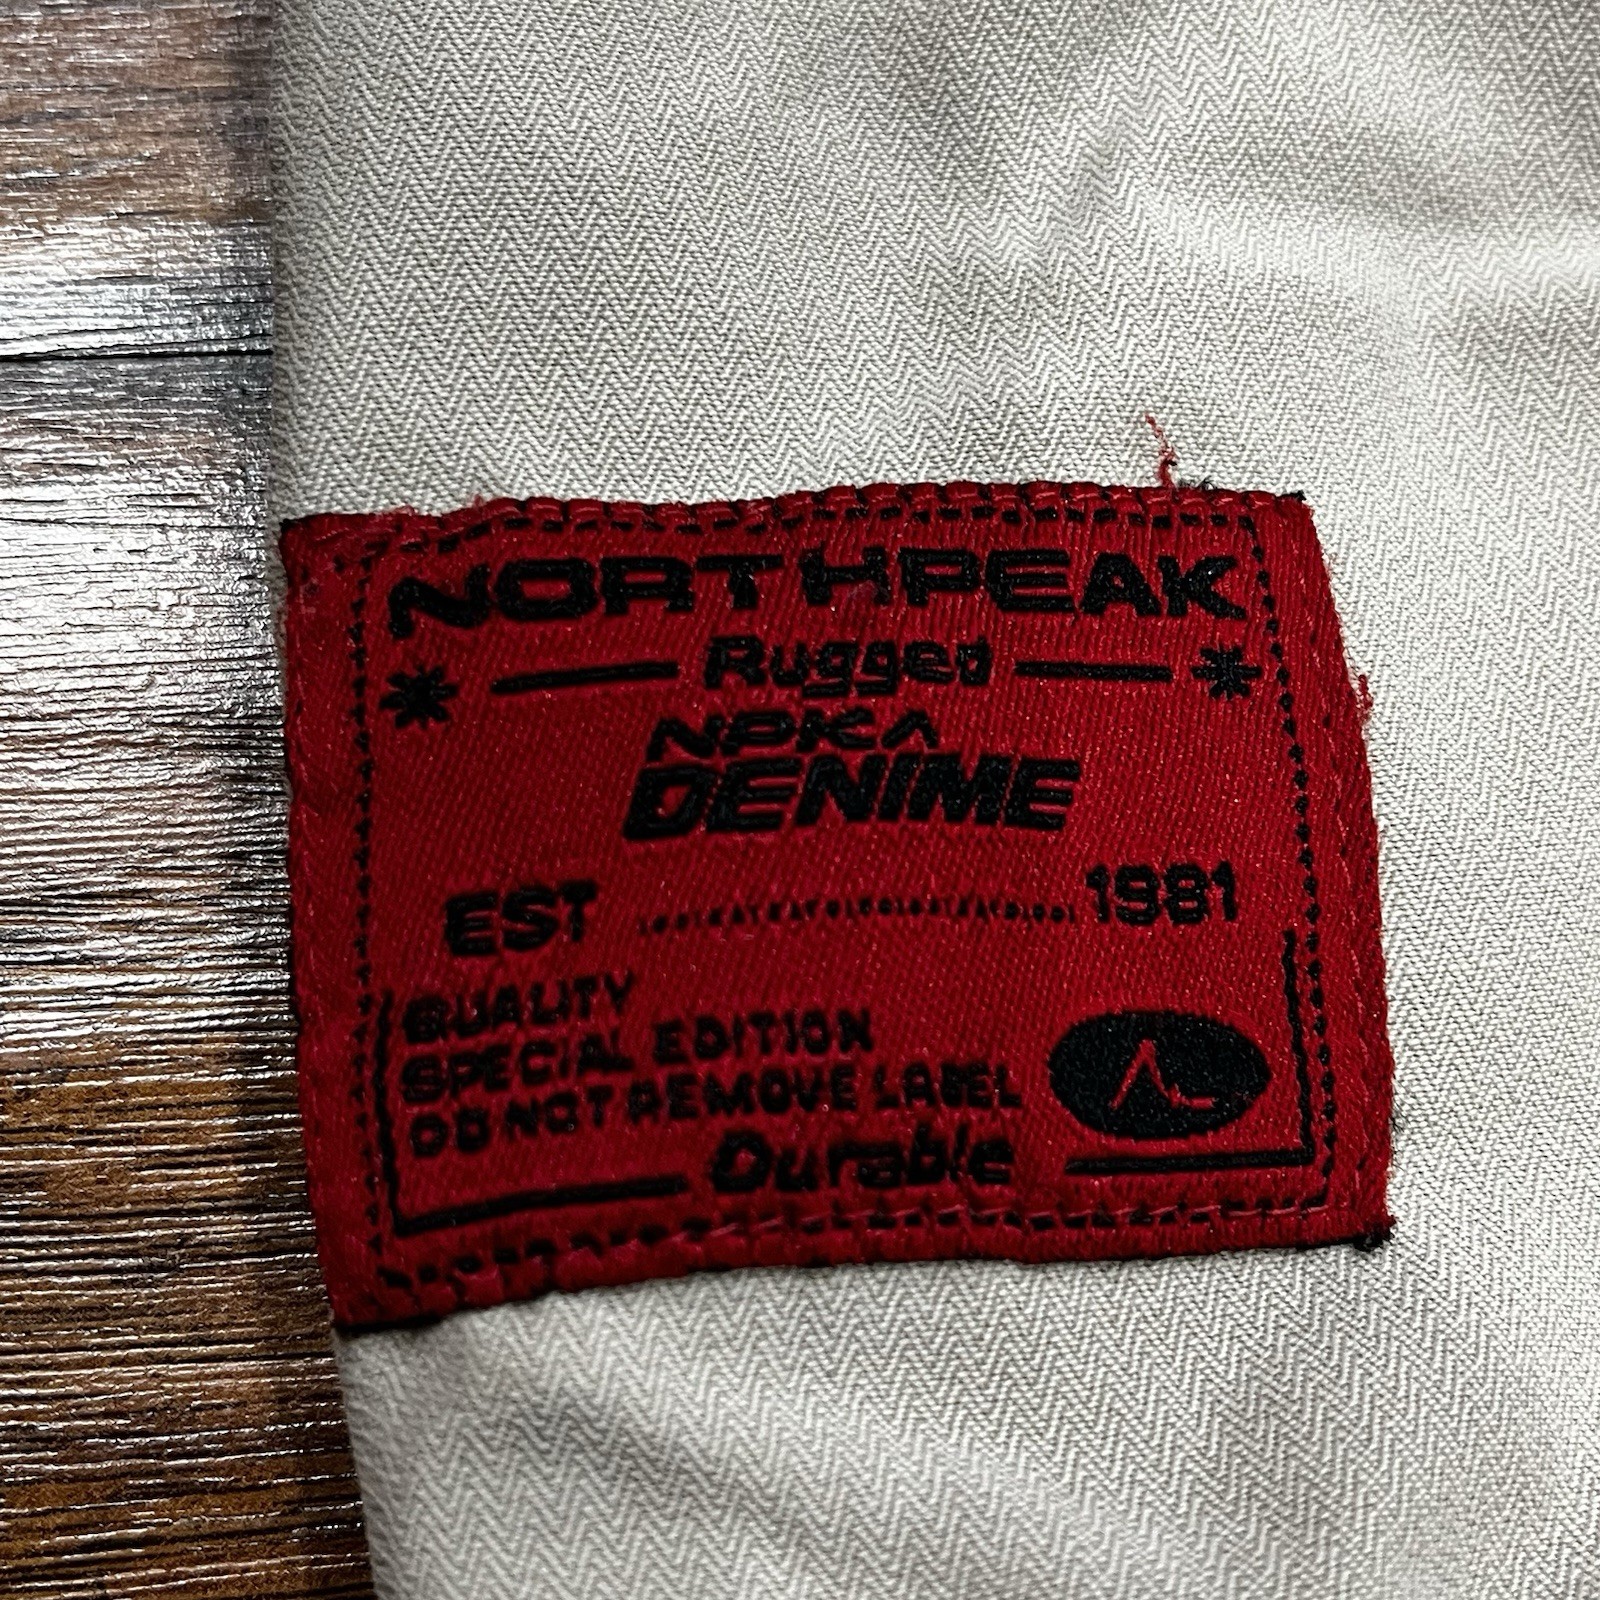 NORTHPEAK
Rugged
NPKA
DENIME
EST 1981
QUALITY
SPECIAL EDITION
DO NOT REMOVE LABEL
Durable